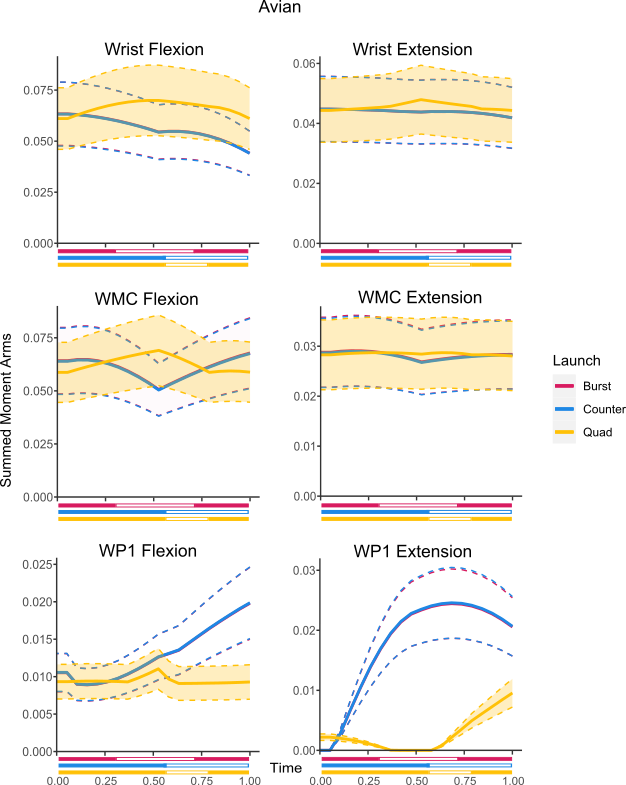 Avian
Wrist Flexion
Wrist Extension
0.075
0.050
0.025
0.000
0.06
0.04
0.02
0.00
WMC Flexion
WMC Extension
0.075
0.050
0.025
0.000
0.03
0.02
0.01
0.00
Summed Moment Arms
Launch
Burst
Counter
Quad
WP1 Flexion
WP1 Extension
0.025
0.020
0.015
0.010
0.005
0.000
0.03
0.02
0.01
0.00
0.00 0.25 0.50 0.75 1.00
Time
0.00 0.25 0.50 0.75 1.00